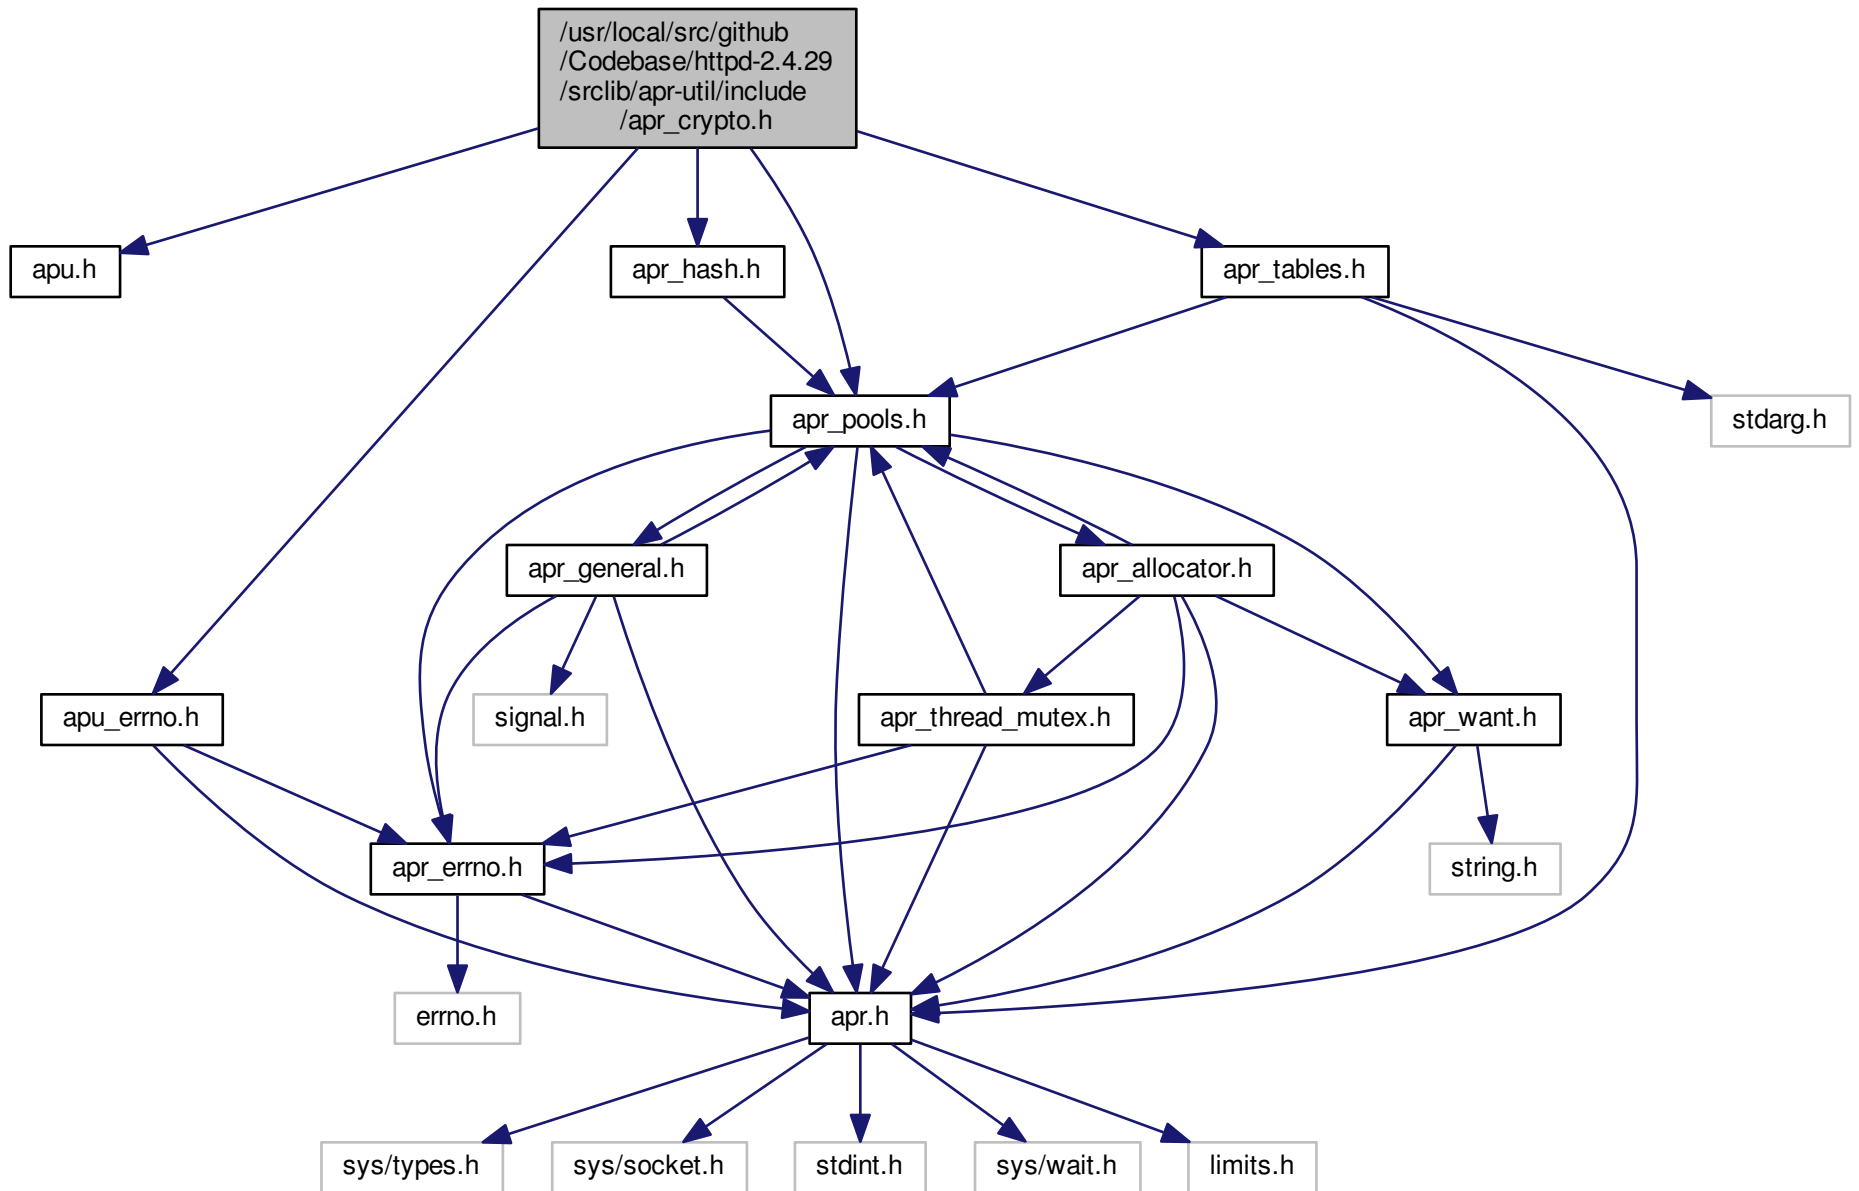 /usr/local/src/github
/Codebase/httpd-2.4.29
/srclib/apr-util/include
/apr_crypto.h
apu.h
apr_hash.h
apr_tables.h
apr_pools.h
stdarg.h
apr_general.h
apr_allocator.h
apu_errno.h
signal.h
apr_thread_mutex.h
apr_want.h
apr_errno.h
string.h
errno.h
apr.h
sys/types.h
sys/socket.h
stdint.h
sys/wait.h
limits.h